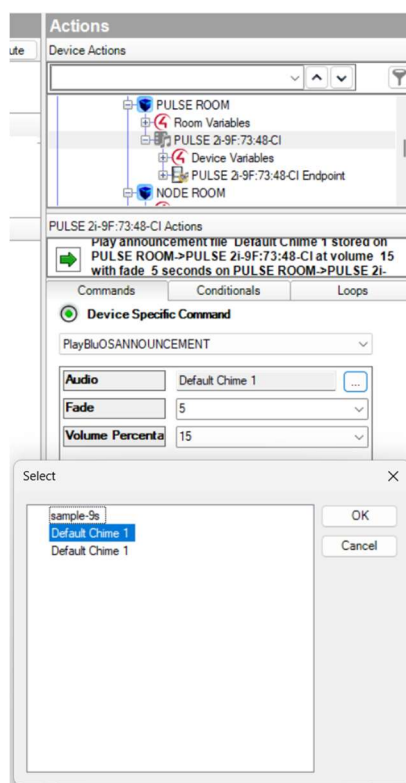 Actions
ute
Device Actions
PULSE ROOM
Room Variables
PULSE 2i-9F:73:48-CI
Device Variables
PULSE 2i-9F:73:48-CI Endpoint
NODE ROOM
PULSE 2i-9F:73:48-CI Actions
Play announcement file Default Chime 1 stored on
PULSE ROOM->PULSE 2i-9F:73:48-CI at volume 15
with fade 5 seconds on PULSE ROOM->PULSE 2i-
Commands Conditionals Loops
Device Specific Command
PlayBluOSANNOUNCEMENT
Audio Default Chime 1 ...
Fade 5
Volume Percenta 15
Select
sample-9s
Default Chime 1
Default Chime 1
OK
Cancel